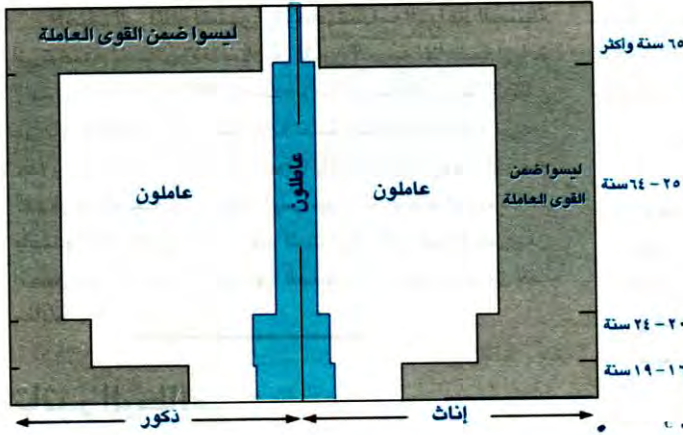 ليسوا ضمن القوى العاملة
٦٥ سنة وأكثر
عاملون
عاطلون
عاملون
ليسوا ضمن
القوى العاملة
٢٥ – ٦٤ سنة
٢٠ – ٢٤ سنة
١٦ – ١٩ سنة
ذكور
إناث